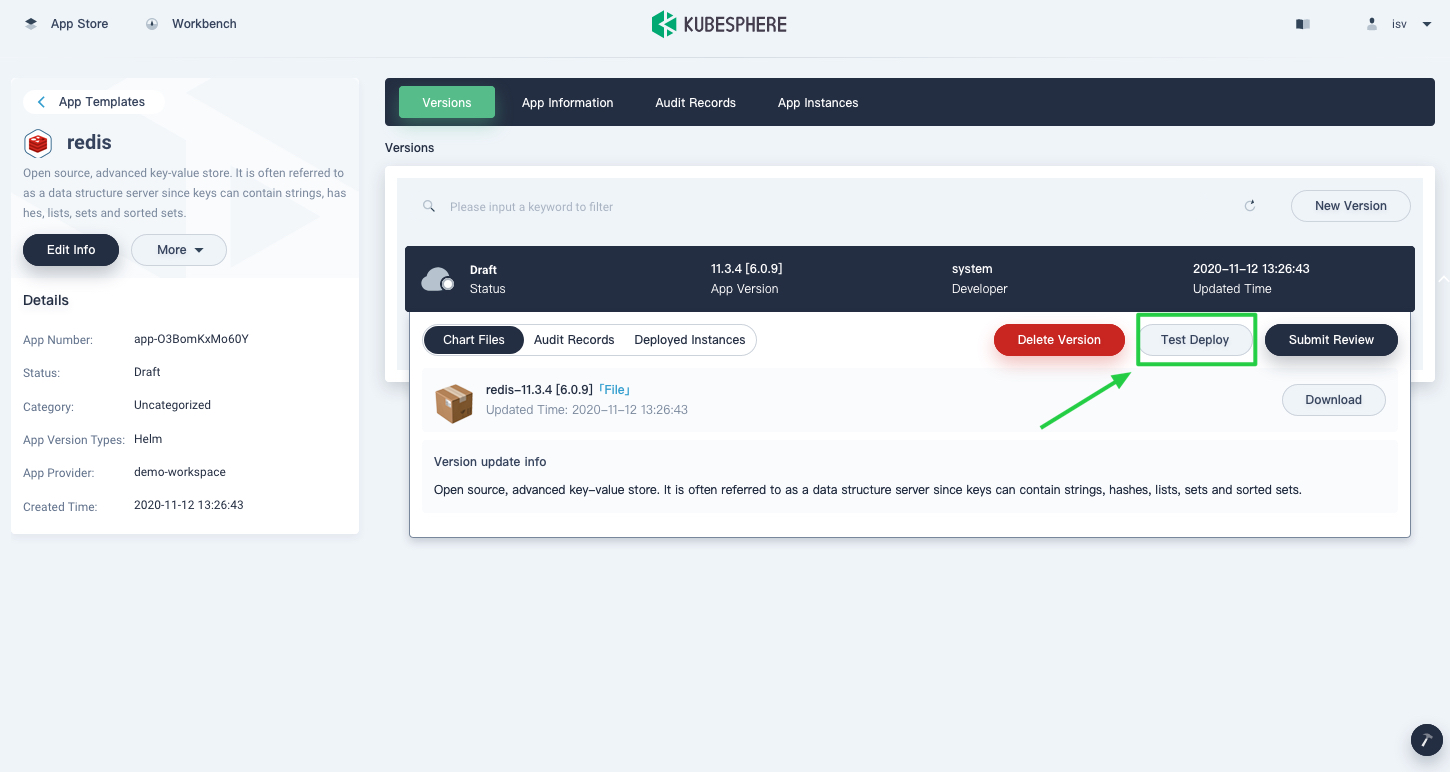 App Store
Workbench
KUBESPHERE
isv
App Templates
redis
Open source, advanced key-value store. It is often referred to
as a data structure server since keys can contain strings, has
hes, lists, sets and sorted sets.
Edit Info
More
Details
App Number: app-O3BomKxMo60Y
Status: Draft
Category: Uncategorized
App Version Types: Helm
App Provider: demo-workspace
Created Time: 2020-11-12 13:26:43
Versions
App Information
Audit Records
App Instances
Versions
Please input a keyword to filter
New Version
Draft
Status
11.3.4 [6.0.9]
App Version
system
Developer
2020-11-12 13:26:43
Updated Time
Chart Files
Audit Records
Deployed Instances
Delete Version
Test Deploy
Submit Review
redis-11.3.4 [6.0.9]「File」
Updated Time: 2020-11-12 13:26:43
Download
Version update info
Open source, advanced key-value store. It is often referred to as a data structure server since keys can contain strings, hashes, lists, sets and sorted sets.